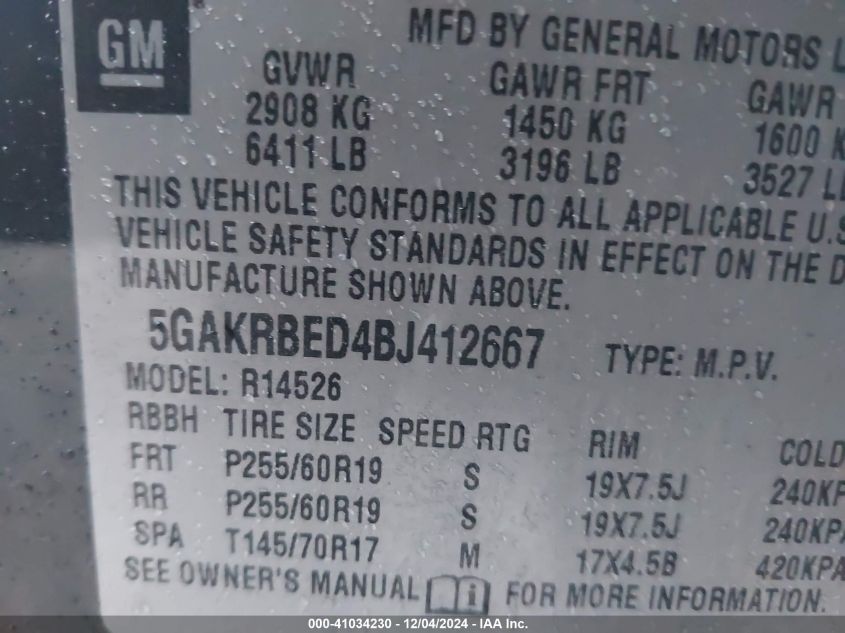 GM
MFD BY GENERAL MOTORS L
GVWR GAWR FRT GAWR
2908 KG 1450 KG 1600 K
6411 LB 3196 LB 3527 L
THIS VEHICLE CONFORMS TO ALL APPLICABLE U.S
VEHICLE SAFETY STANDARDS IN EFFECT ON THE D
MANUFACTURE SHOWN ABOVE.
5GAKRBED4BJ412667 TYPE: M.P.V.
MODEL: R14526
RBBH TIRE SIZE SPEED RTG RIM COLD
FRT P255/60R19 S 19X7.5J 240KP
RR P255/60R19 S 19X7.5J 240KPA
SPA T145/70R17 M 17X4.5B 420KPA
SEE OWNER'S MANUAL i FOR MORE INFORMATION.
000-41034230 - 12/04/2024 - IAA Inc.